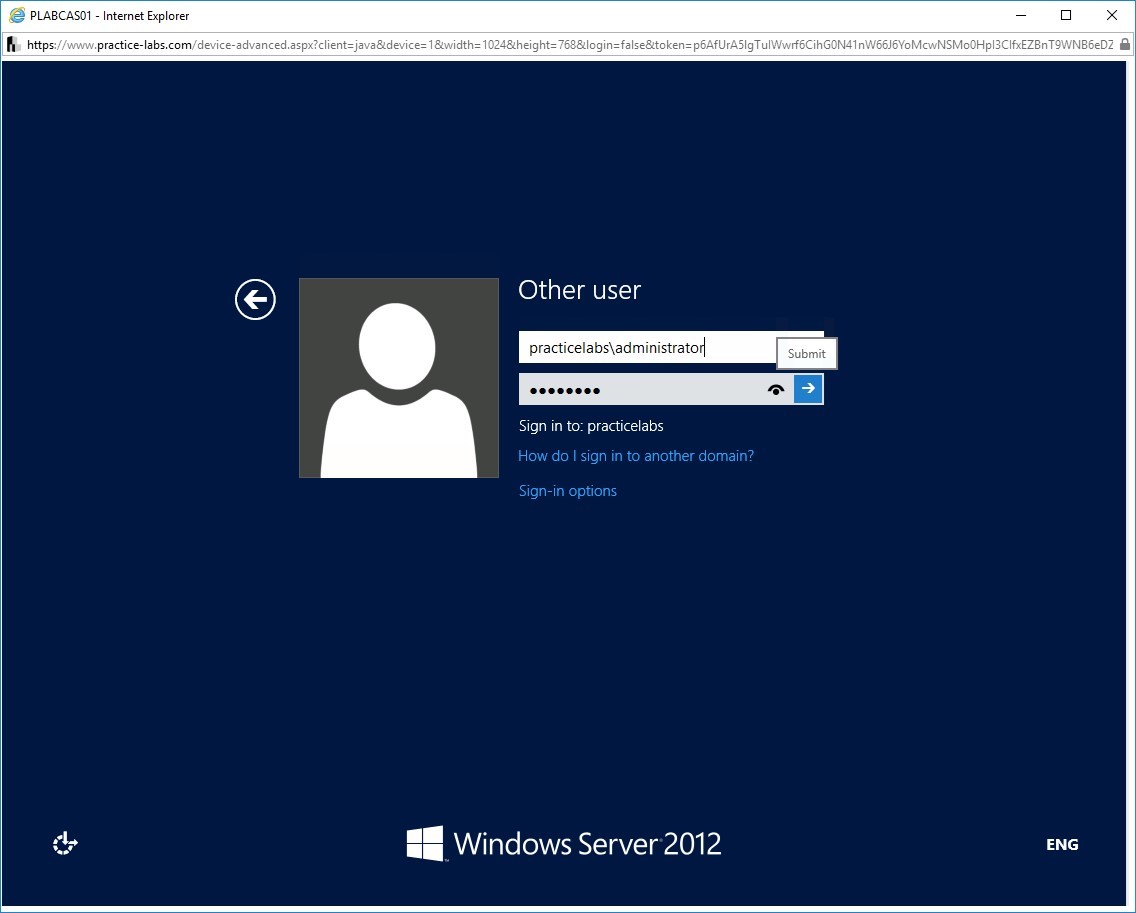 PLABCAS01 - Internet Explorer
https://www.practice-labs.com/device-advanced.aspx?client=java&device=1&width=1024&height=768&login=false&token=p6AfUrA5IgTuIWwrf6CihG0N41nW66J6YoMcwNSMo0HpI3CIfxEZBnT9WNB6eDZ
Other user
practicelabs\administrator
Submit
Sign in to: practicelabs
How do I sign in to another domain?
Sign-in options
Windows Server 2012
ENG